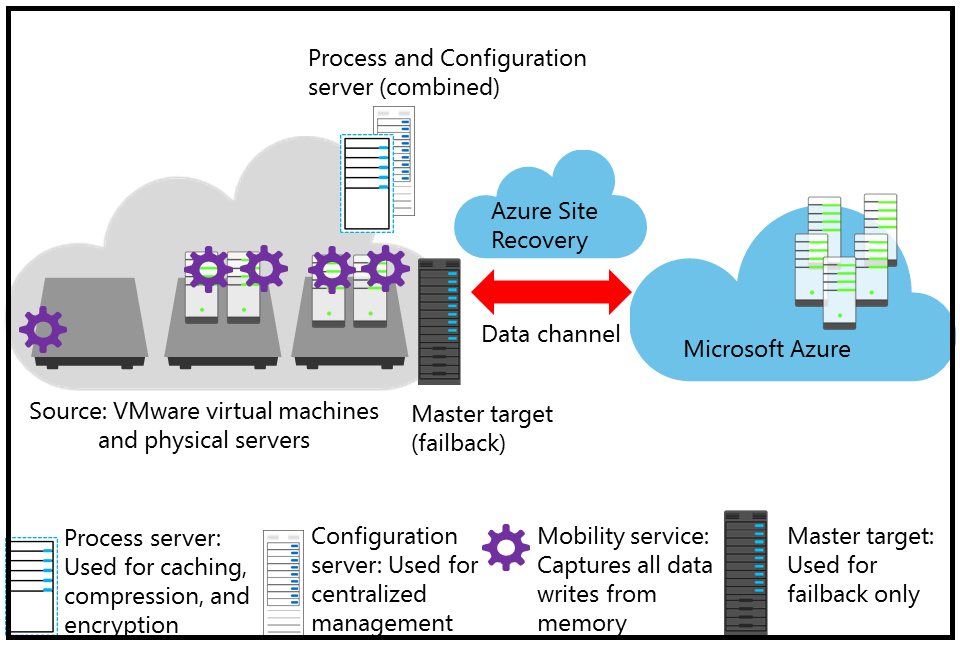 Process and Configuration
server (combined)
Azure Site
Recovery
Data channel
Microsoft Azure
Source: VMware virtual machines
and physical servers
Master target
(failback)
Process server:
Used for caching,
compression, and
encryption
Configuration
server: Used for
centralized
management
Mobility service:
Captures all data
writes from
memory
Master target:
Used for
failback only